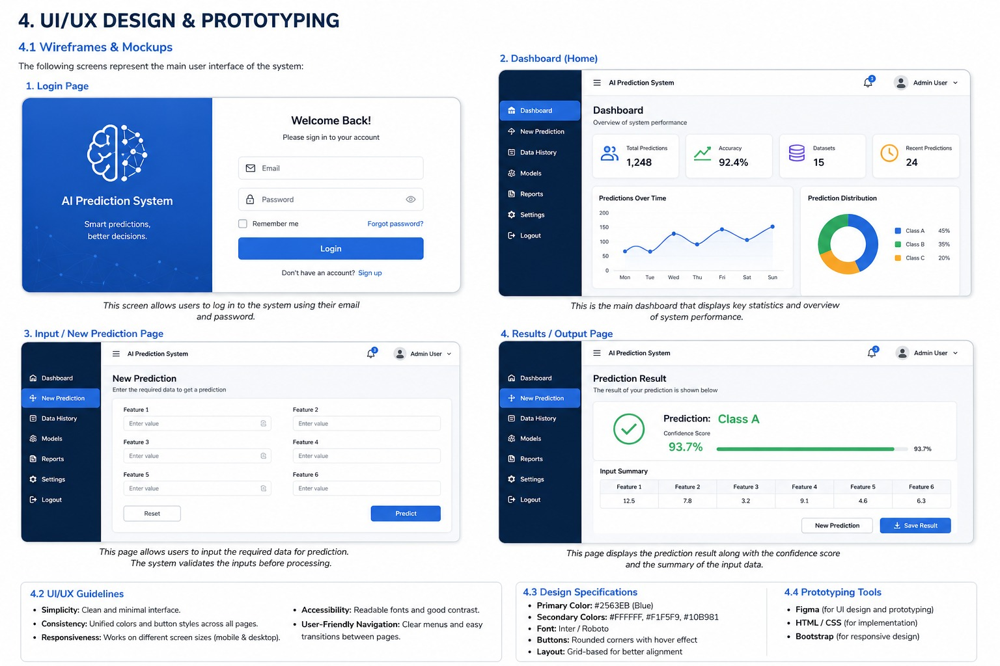 4. UI/UX DESIGN & PROTOTYPING
4.1 Wireframes & Mockups
The following screens represent the main user interface of the system:
1. Login Page
AI Prediction System
Smart predictions,
better decisions.
Welcome Back!
Please sign in to your account
Email
Password
Remember me
Forgot password?
Login
Don't have an account? Sign up
This screen allows users to log in to the system using their email
and password.
2. Dashboard (Home)
AI Prediction System
3
Admin User
Dashboard
New Prediction
Data History
Models
Reports
Settings
Logout
Dashboard
Overview of system performance
Total Predictions
1,248
Accuracy
92.4%
Datasets
15
Recent Predictions
24
Predictions Over Time
200
150
100
50
0
Mon Tue Wed Thu Fri Sat Sun
Prediction Distribution
Class A 45%
Class B 35%
Class C 20%
This is the main dashboard that displays key statistics and overview
of system performance.
3. Input / New Prediction Page
AI Prediction System
3
Admin User
Dashboard
New Prediction
Data History
Models
Reports
Settings
Logout
New Prediction
Enter the required data to get a prediction
Feature 1 Feature 2
Enter value Enter value
Feature 3 Feature 4
Enter value Enter value
Feature 5 Feature 6
Enter value Enter value
Reset Predict
This page allows users to input the required data for prediction.
The system validates the inputs before processing.
4. Results / Output Page
AI Prediction System
3
Admin User
Dashboard
New Prediction
Data History
Models
Reports
Settings
Logout
Prediction Result
The result of your prediction is shown below
Prediction: Class A
Confidence Score
93.7% 93.7%
Input Summary
Feature 1 Feature 2 Feature 3 Feature 4 Feature 5 Feature 6
12.5 7.8 3.2 9.1 4.6 6.3
New Prediction Save Result
This page displays the prediction result along with the confidence score
and the summary of the input data.
4.2 UI/UX Guidelines
• Simplicity: Clean and minimal interface.
• Consistency: Unified colors and button styles across all pages.
• Responsiveness: Works on different screen sizes (mobile & desktop).
• Accessibility: Readable fonts and good contrast.
• User-Friendly Navigation: Clear menus and easy
transitions between pages.
4.3 Design Specifications
• Primary Color: #2563EB (Blue)
• Secondary Colors: #FFFFFF, #F1F5F9, #10B981
• Font: Inter / Roboto
• Buttons: Rounded corners with hover effect
• Layout: Grid-based for better alignment
4.4 Prototyping Tools
• Figma (for UI design and prototyping)
• HTML / CSS (for implementation)
• Bootstrap (for responsive design)